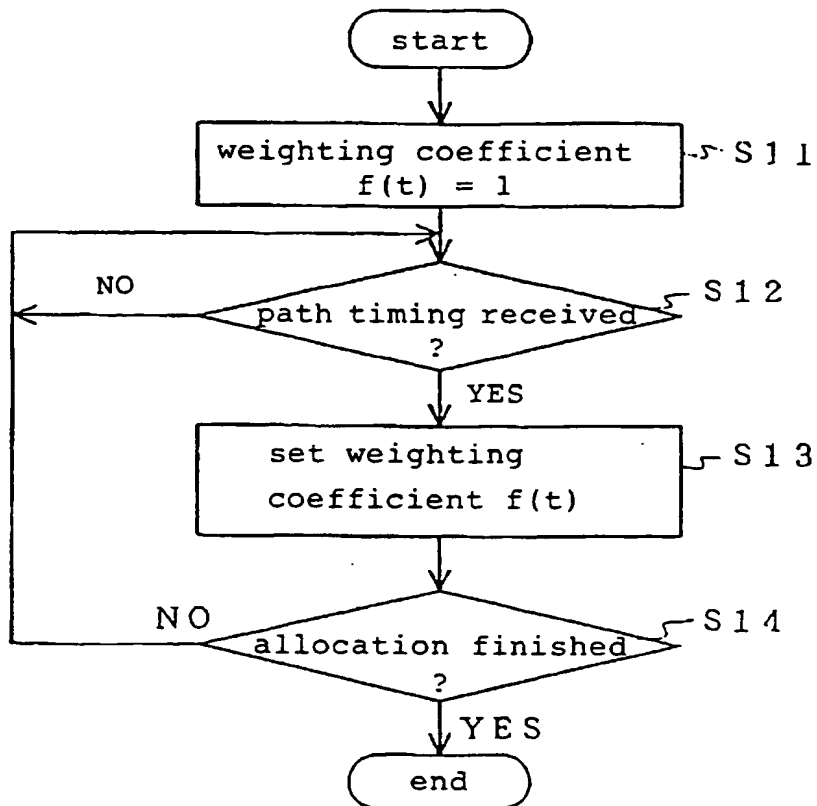 start
weighting coefficient
f(t) = 1
S11
NO
path timing received
?
S12
YES
set weighting
coefficient f(t)
S13
NO
allocation finished
?
S14
YES
end